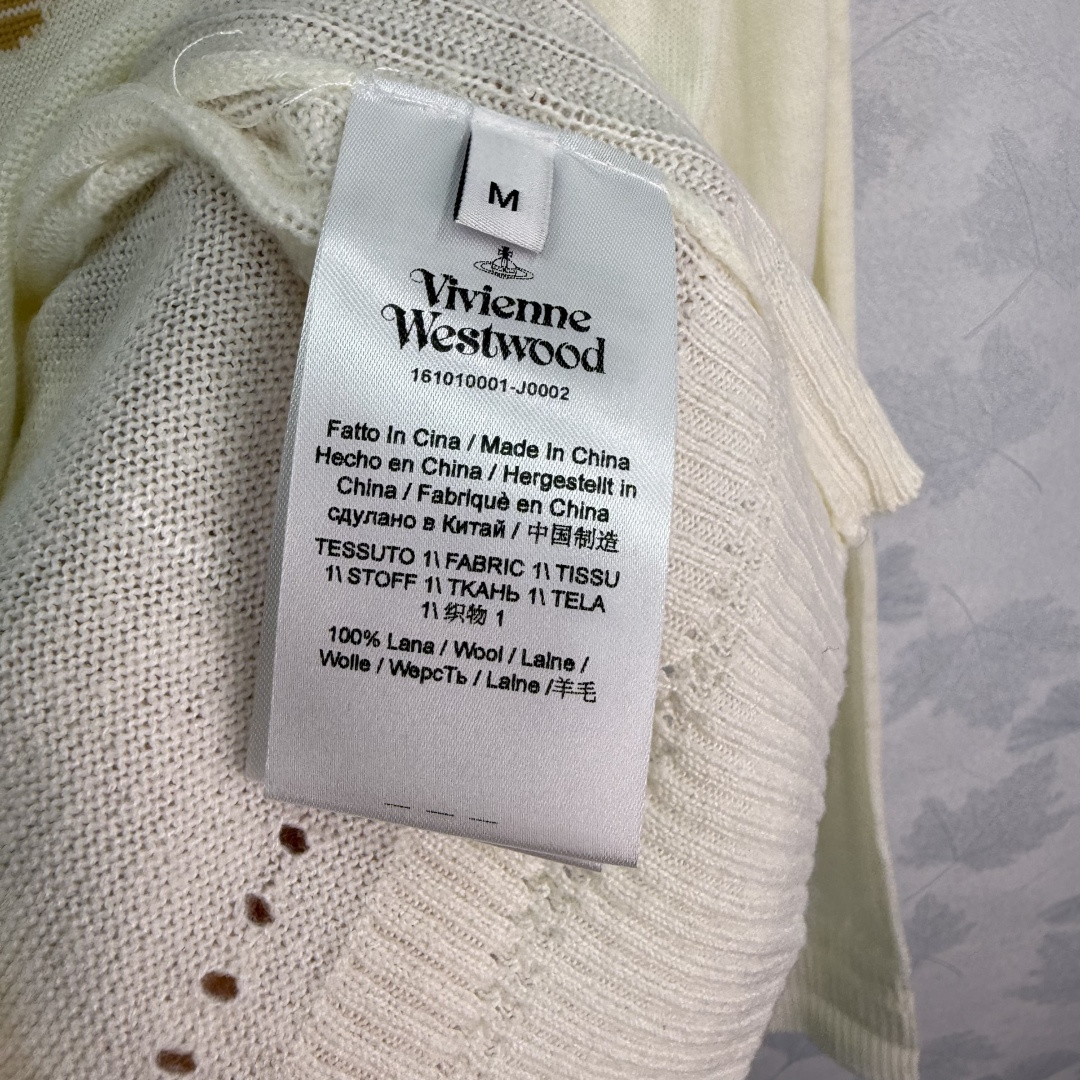 M
Vivienne
Westwood
161010001-J0002
Fatto In Cina / Made In China
Hecho en China / Hergestellt in
China / Fabriquè en China
сдулано в Китай / 中国制造
TESSUTO 1\ FABRIC 1\ TISSU
1\ STOFF 1\ ТКАНЬ 1\ TELA
1\ 织物 1
100% Lana / Wool / Laine /
Wolle / WepcTь / Laine /羊毛